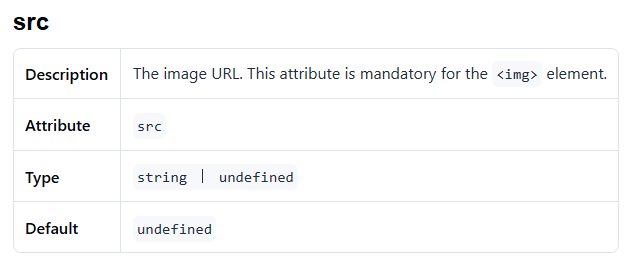 src
Description The image URL. This attribute is mandatory for the <img> element.
Attribute src
Type string | undefined
Default undefined